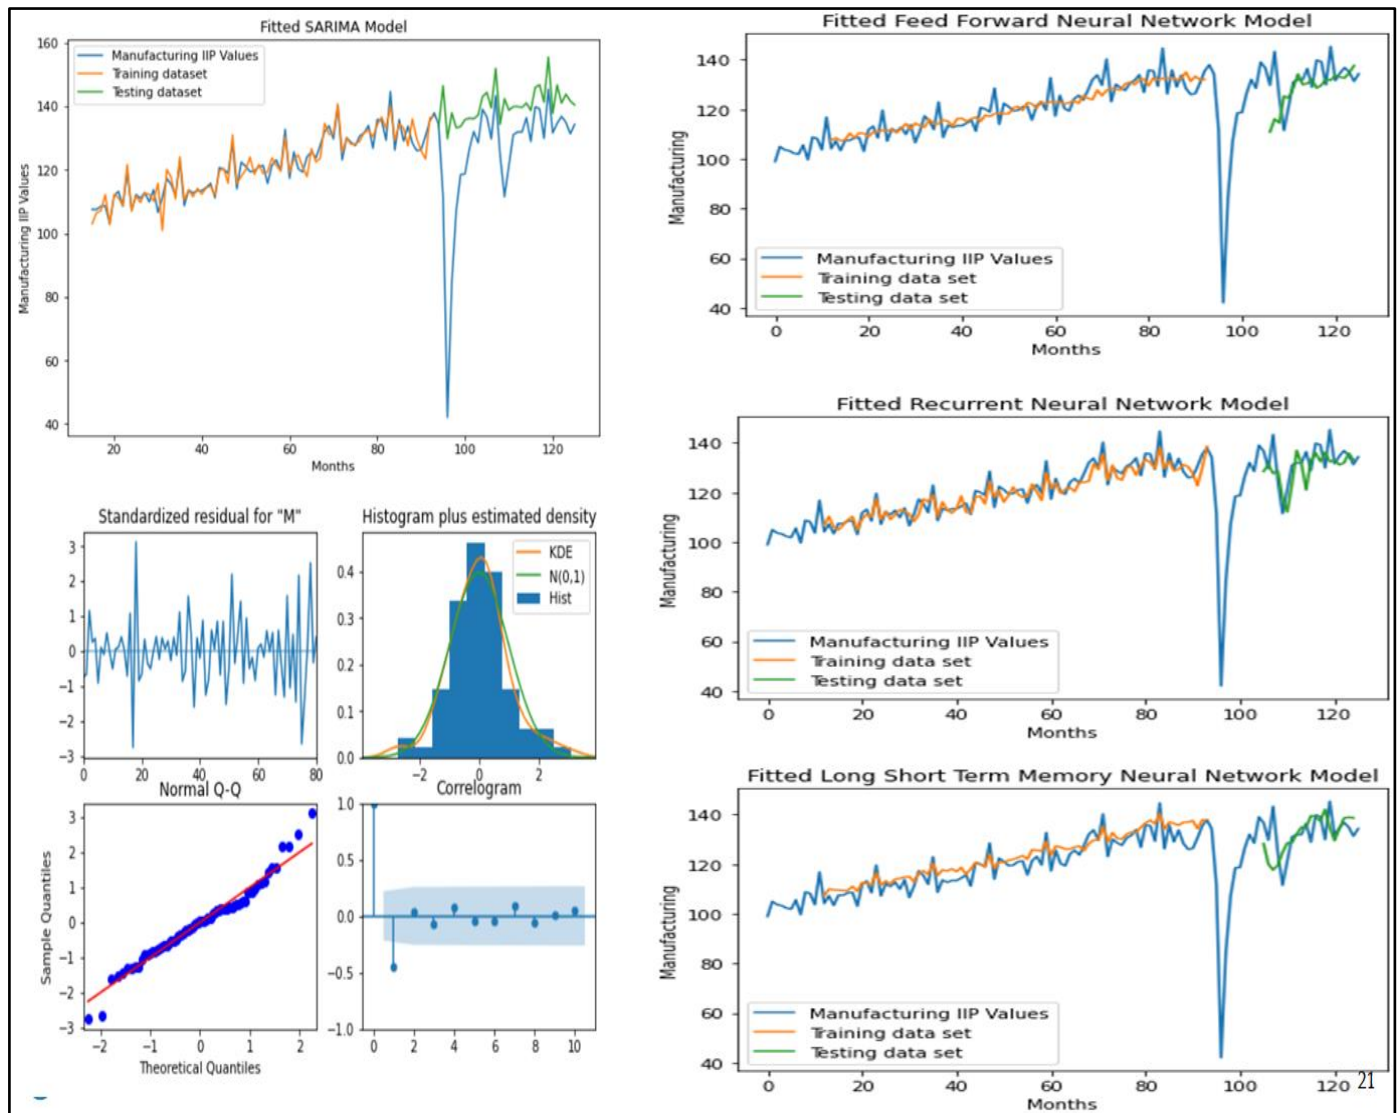 Fitted SARIMA Model
160
140
120
100
80
60
40
Manufacturing IIP Values
Manufacturing IIP Values
Training dataset
Testing dataset
20 40 60 80 100 120
Months
Standardized residual for "M"
3
2
1
0
−1
−2
−3
0 20 40 60 80
Histogram plus estimated density
0.4
0.3
0.2
0.1
0.0
KDE
N(0,1)
Hist
−2 0 2
Normal Q-Q
Sample Quantiles
3
2
1
0
−1
−2
−3
−2 −1 0 1 2
Theoretical Quantiles
Correlogram
1.0
0.5
0.0
−0.5
−1.0
0 2 4 6 8 10
Fitted Feed Forward Neural Network Model
Manufacturing
140
120
100
80
60
40
Manufacturing IIP Values
Training data set
Testing data set
0 20 40 60 80 100 120
Months
Fitted Recurrent Neural Network Model
Manufacturing
140
120
100
80
60
40
Manufacturing IIP Values
Training data set
Testing data set
0 20 40 60 80 100 120
Months
Fitted Long Short Term Memory Neural Network Model
Manufacturing
140
120
100
80
60
40
Manufacturing IIP Values
Training data set
Testing data set
0 20 40 60 80 100 120
Months
21